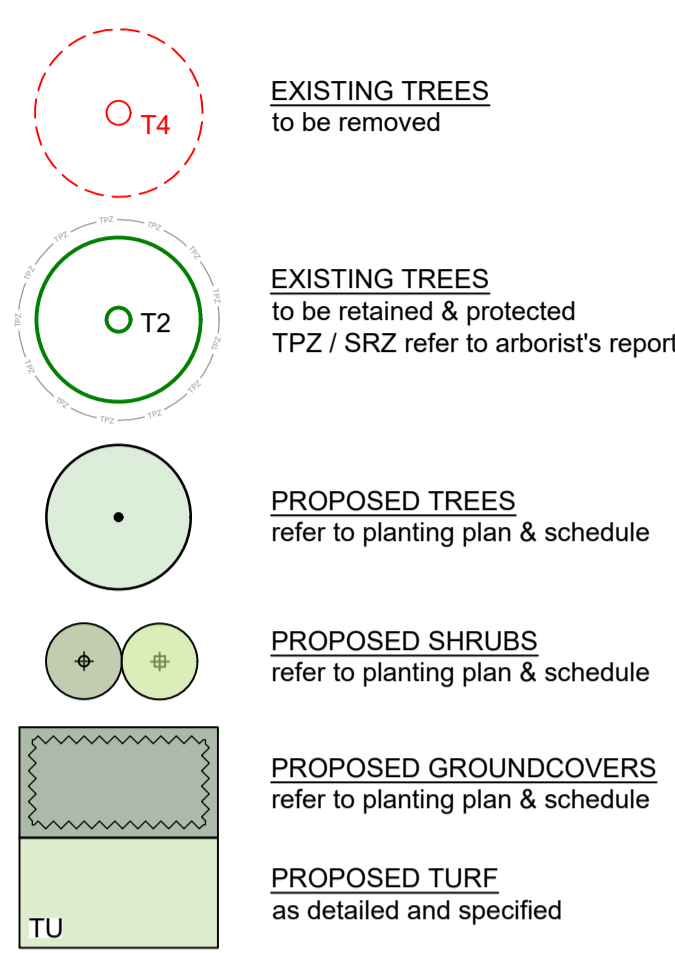 T4
EXISTING TREES
to be removed
TPZ TPZ TPZ TPZ TPZ TPZ TPZ TPZ TPZ TPZ TPZ TPZ TPZ
T2
EXISTING TREES
to be retained & protected
TPZ / SRZ refer to arborist's report
PROPOSED TREES
refer to planting plan & schedule
PROPOSED SHRUBS
refer to planting plan & schedule
PROPOSED GROUNDCOVERS
refer to planting plan & schedule
TU
PROPOSED TURF
as detailed and specified